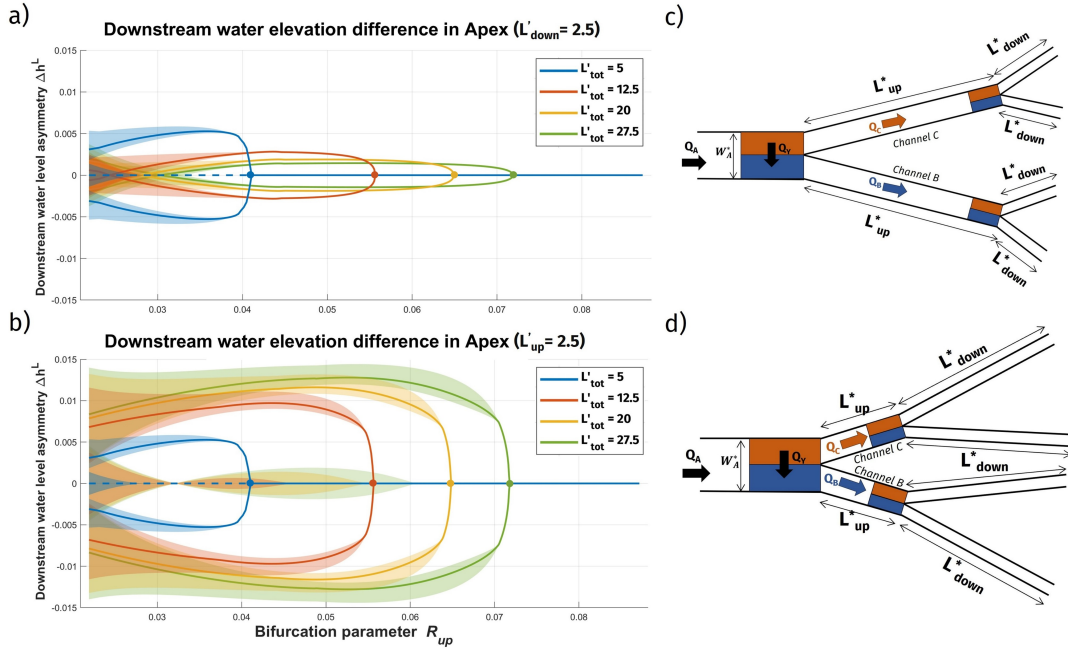 a)
Downstream water elevation difference in Apex (L'down= 2.5)
Downstream water level asymmetry Δh^L
0.015
0.01
0.005
0
-0.005
-0.01
-0.015
0.03
0.04
0.05
0.06
0.07
0.08
L'tot = 5
L'tot = 12.5
L'tot = 20
L'tot = 27.5
b)
Downstream water elevation difference in Apex (L'up= 2.5)
Downstream water level asymmetry Δh^L
0.015
0.01
0.005
0
-0.005
-0.01
-0.015
0.03
0.04
0.05
0.06
0.07
0.08
Bifurcation parameter Rup
L'tot = 5
L'tot = 12.5
L'tot = 20
L'tot = 27.5
c)
L*down
L*up
QC
Channel C
L*down
QA
W*A
QY
QB
Channel B
L*down
L*up
L*down
d)
L*down
L*up
QC
Channel C
QA
W*A
QY
L*down
Channel B
QB
L*up
L*down